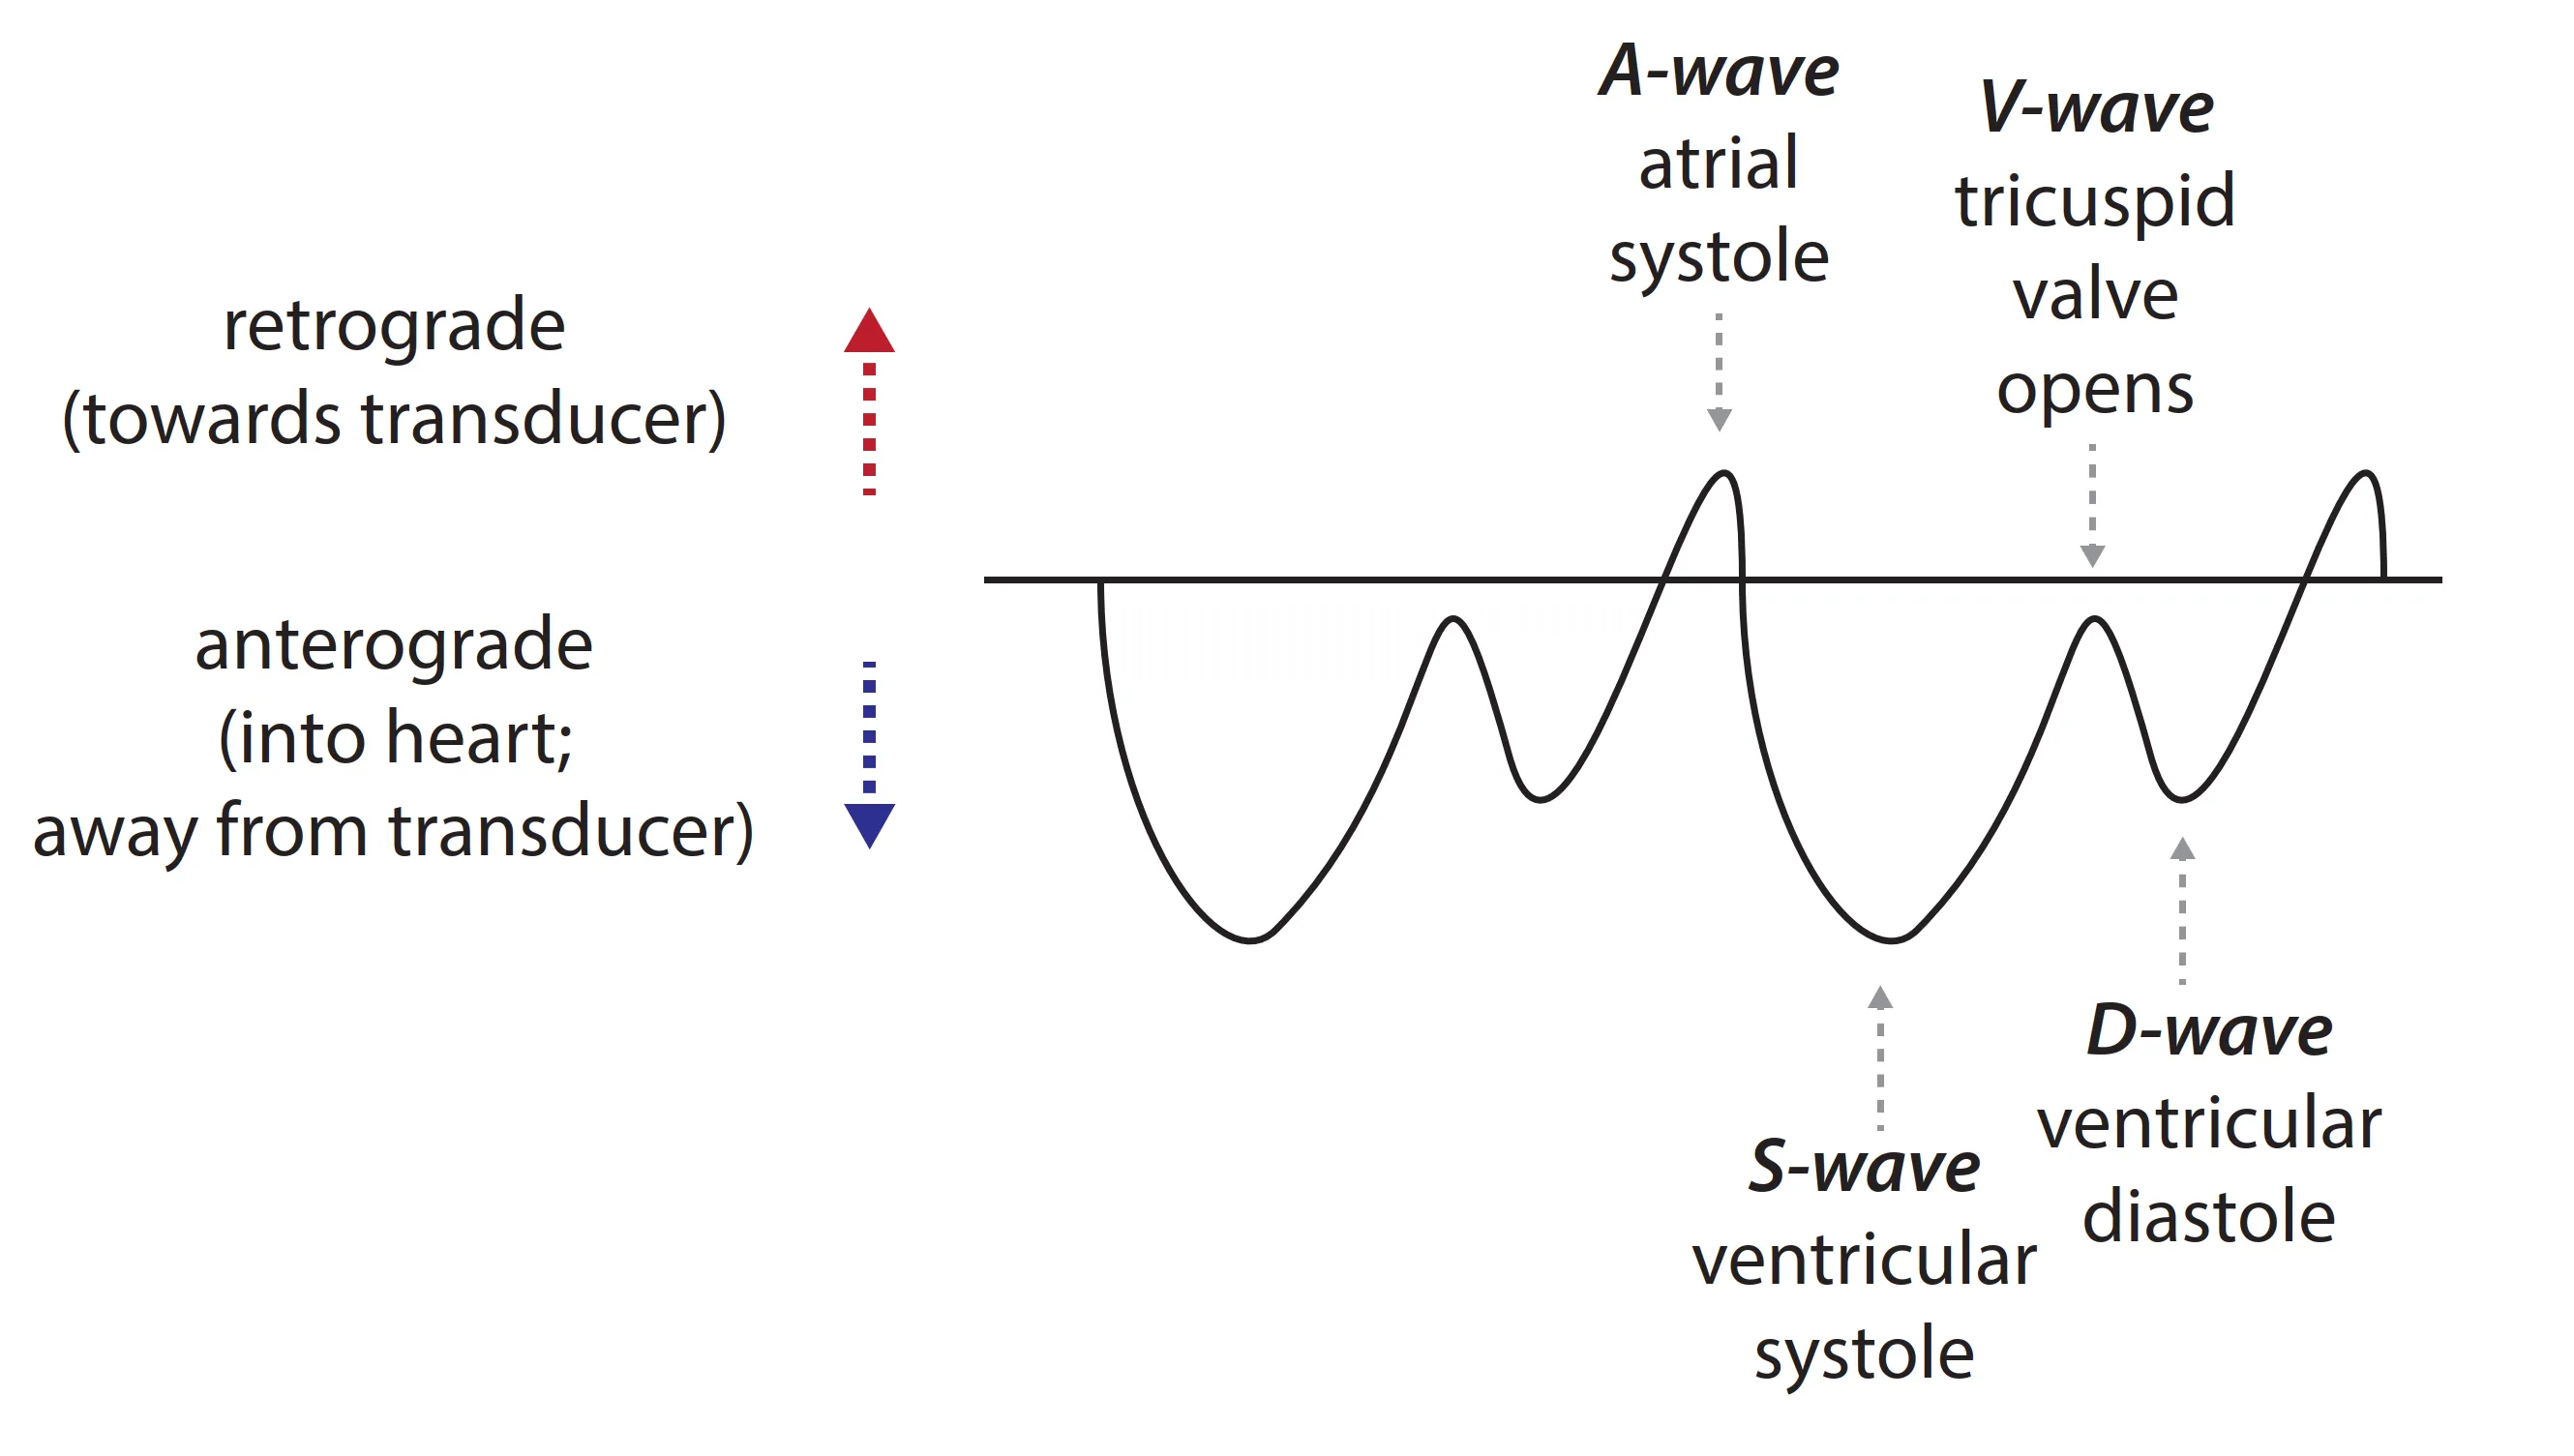 retrograde
(towards transducer)
anterograde
(into heart;
away from transducer)
A-wave
atrial
systole
V-wave
tricuspid
valve
opens
S-wave
ventricular
systole
D-wave
ventricular
diastole